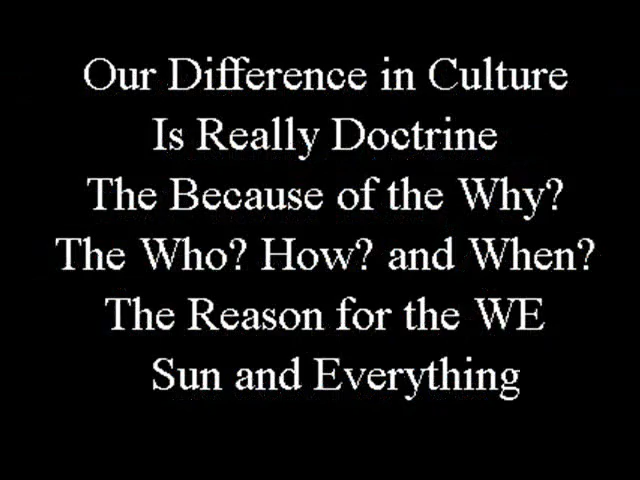 Our Difference in Culture
Is Really Doctrine
The Because of the Why?
The Who? How? and When?
The Reason for the WE
Sun and Everything